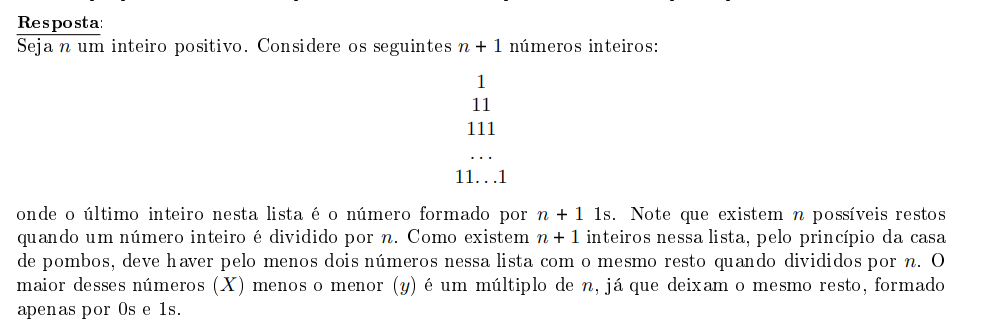 Resposta:
Seja n um inteiro positivo. Considere os seguintes n + 1 números inteiros:
1
11
111
...
11...1
onde o último inteiro nesta lista é o número formado por n + 1 1s. Note que existem n possíveis restos
quando um número inteiro é dividido por n. Como existem n + 1 inteiros nessa lista, pelo princípio da casa
de pombos, deve haver pelo menos dois números nessa lista com o mesmo resto quando divididos por n. O
maior desses números (X) menos o menor (y) é um múltiplo de n, já que deixam o mesmo resto, formado
apenas por 0s e 1s.